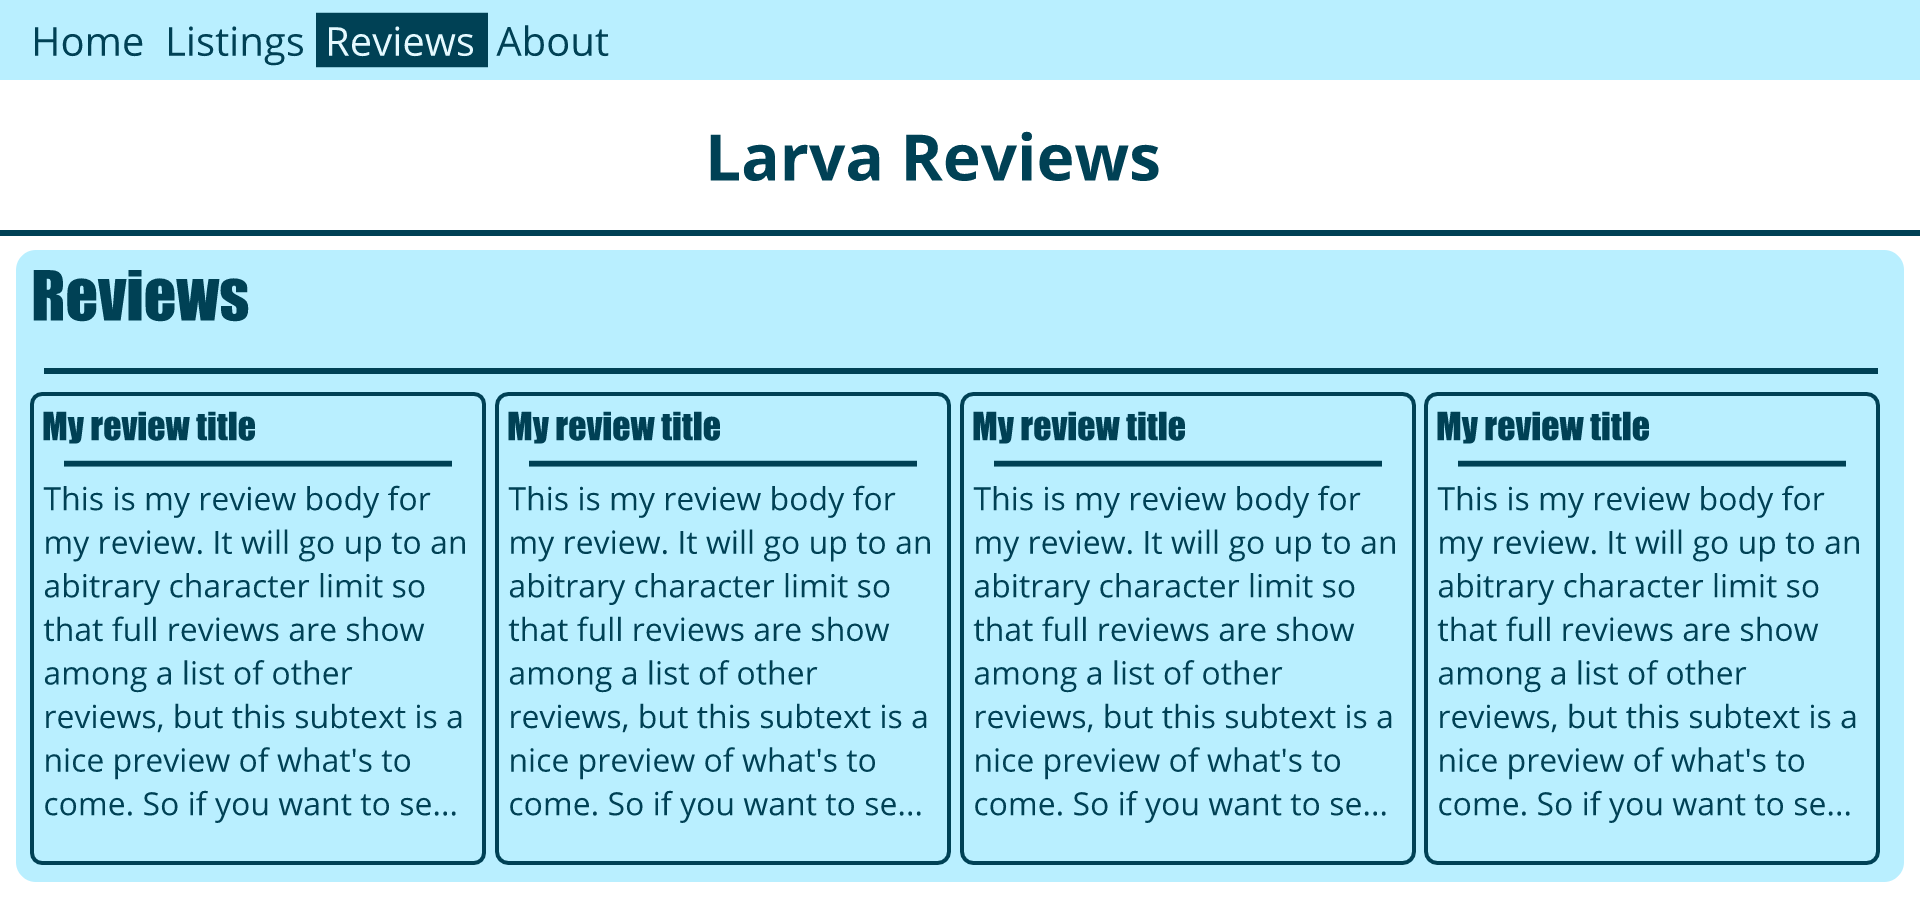 Home Listings Reviews About
Larva Reviews
Reviews
My review title
This is my review body for
my review. It will go up to an
abitrary character limit so
that full reviews are show
among a list of other
reviews, but this subtext is a
nice preview of what's to
come. So if you want to se...
My review title
This is my review body for
my review. It will go up to an
abitrary character limit so
that full reviews are show
among a list of other
reviews, but this subtext is a
nice preview of what's to
come. So if you want to se...
My review title
This is my review body for
my review. It will go up to an
abitrary character limit so
that full reviews are show
among a list of other
reviews, but this subtext is a
nice preview of what's to
come. So if you want to se...
My review title
This is my review body for
my review. It will go up to an
abitrary character limit so
that full reviews are show
among a list of other
reviews, but this subtext is a
nice preview of what's to
come. So if you want to se...